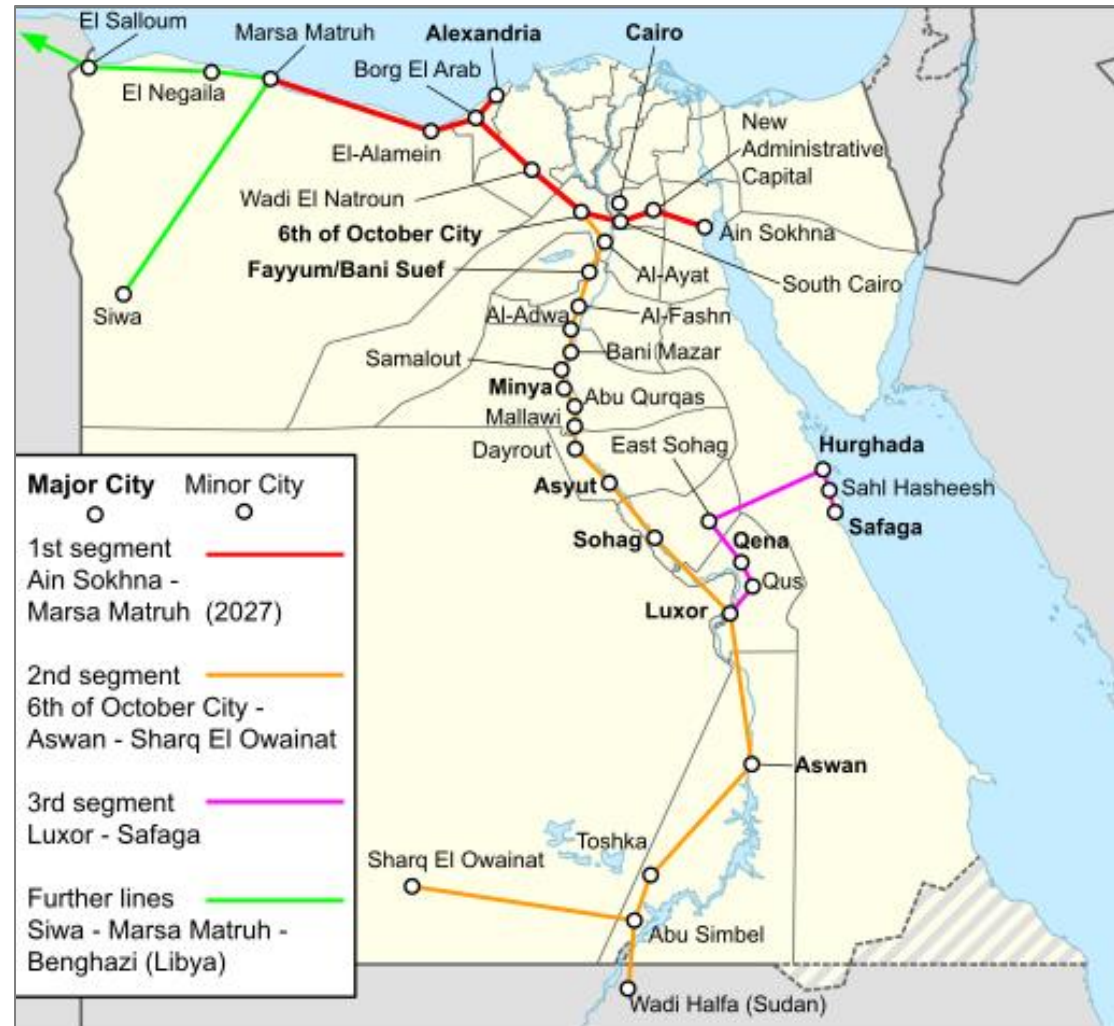 El Salloum
Marsa Matruh
Alexandria
Cairo
Borg El Arab
El Negaila
El-Alamein
New
Administrative
Capital
Wadi El Natroun
6th of October City
Ain Sokhna
Fayyum/Bani Suef
Al-Ayat
South Cairo
Siwa
Al-Adwa
Al-Fashn
Samalout
Bani Mazar
Minya
Abu Qurqas
Mallawi
Dayrout
East Sohag
Hurghada
Asyut
Sahl Hasheesh
Safaga
Sohag
Qena
Qus
Luxor
Aswan
Toshka
Sharq El Owainat
Abu Simbel
Wadi Halfa (Sudan)
Major City Minor City
1st segment
Ain Sokhna -
Marsa Matruh (2027)
2nd segment
6th of October City -
Aswan - Sharq El Owainat
3rd segment
Luxor - Safaga
Further lines
Siwa - Marsa Matruh -
Benghazi (Libya)